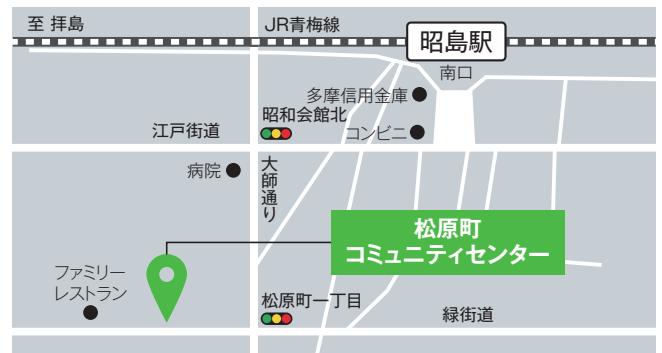 至 拝島
JR青梅線
昭島駅
南口
多摩信用金庫
昭和会館北
江戸街道
コンビニ
病院
大師通り
松原町
コミュニティセンター
ファミリー
レストラン
松原町一丁目
緑街道